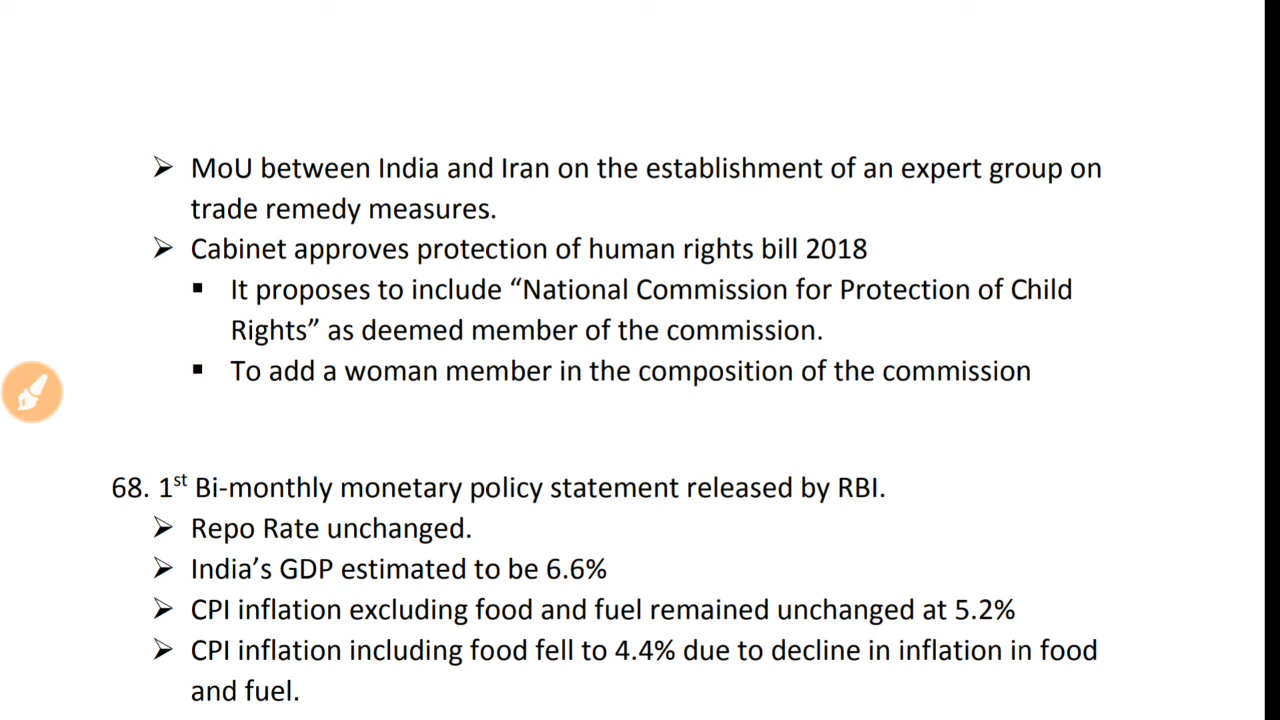 ➢ MoU between India and Iran on the establishment of an expert group on
trade remedy measures.
➢ Cabinet approves protection of human rights bill 2018
▪ It proposes to include “National Commission for Protection of Child
Rights” as deemed member of the commission.
▪ To add a woman member in the composition of the commission
68. 1st Bi-monthly monetary policy statement released by RBI.
➢ Repo Rate unchanged.
➢ India’s GDP estimated to be 6.6%
➢ CPI inflation excluding food and fuel remained unchanged at 5.2%
➢ CPI inflation including food fell to 4.4% due to decline in inflation in food
and fuel.